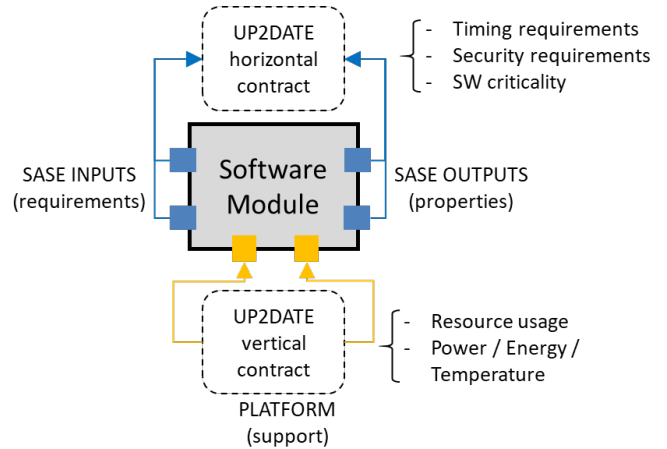 UP2DATE
horizontal
contract
- Timing requirements
- Security requirements
- SW criticality
SASE INPUTS
(requirements)
Software
Module
SASE OUTPUTS
(properties)
UP2DATE
vertical
contract
- Resource usage
- Power / Energy /
Temperature
PLATFORM
(support)